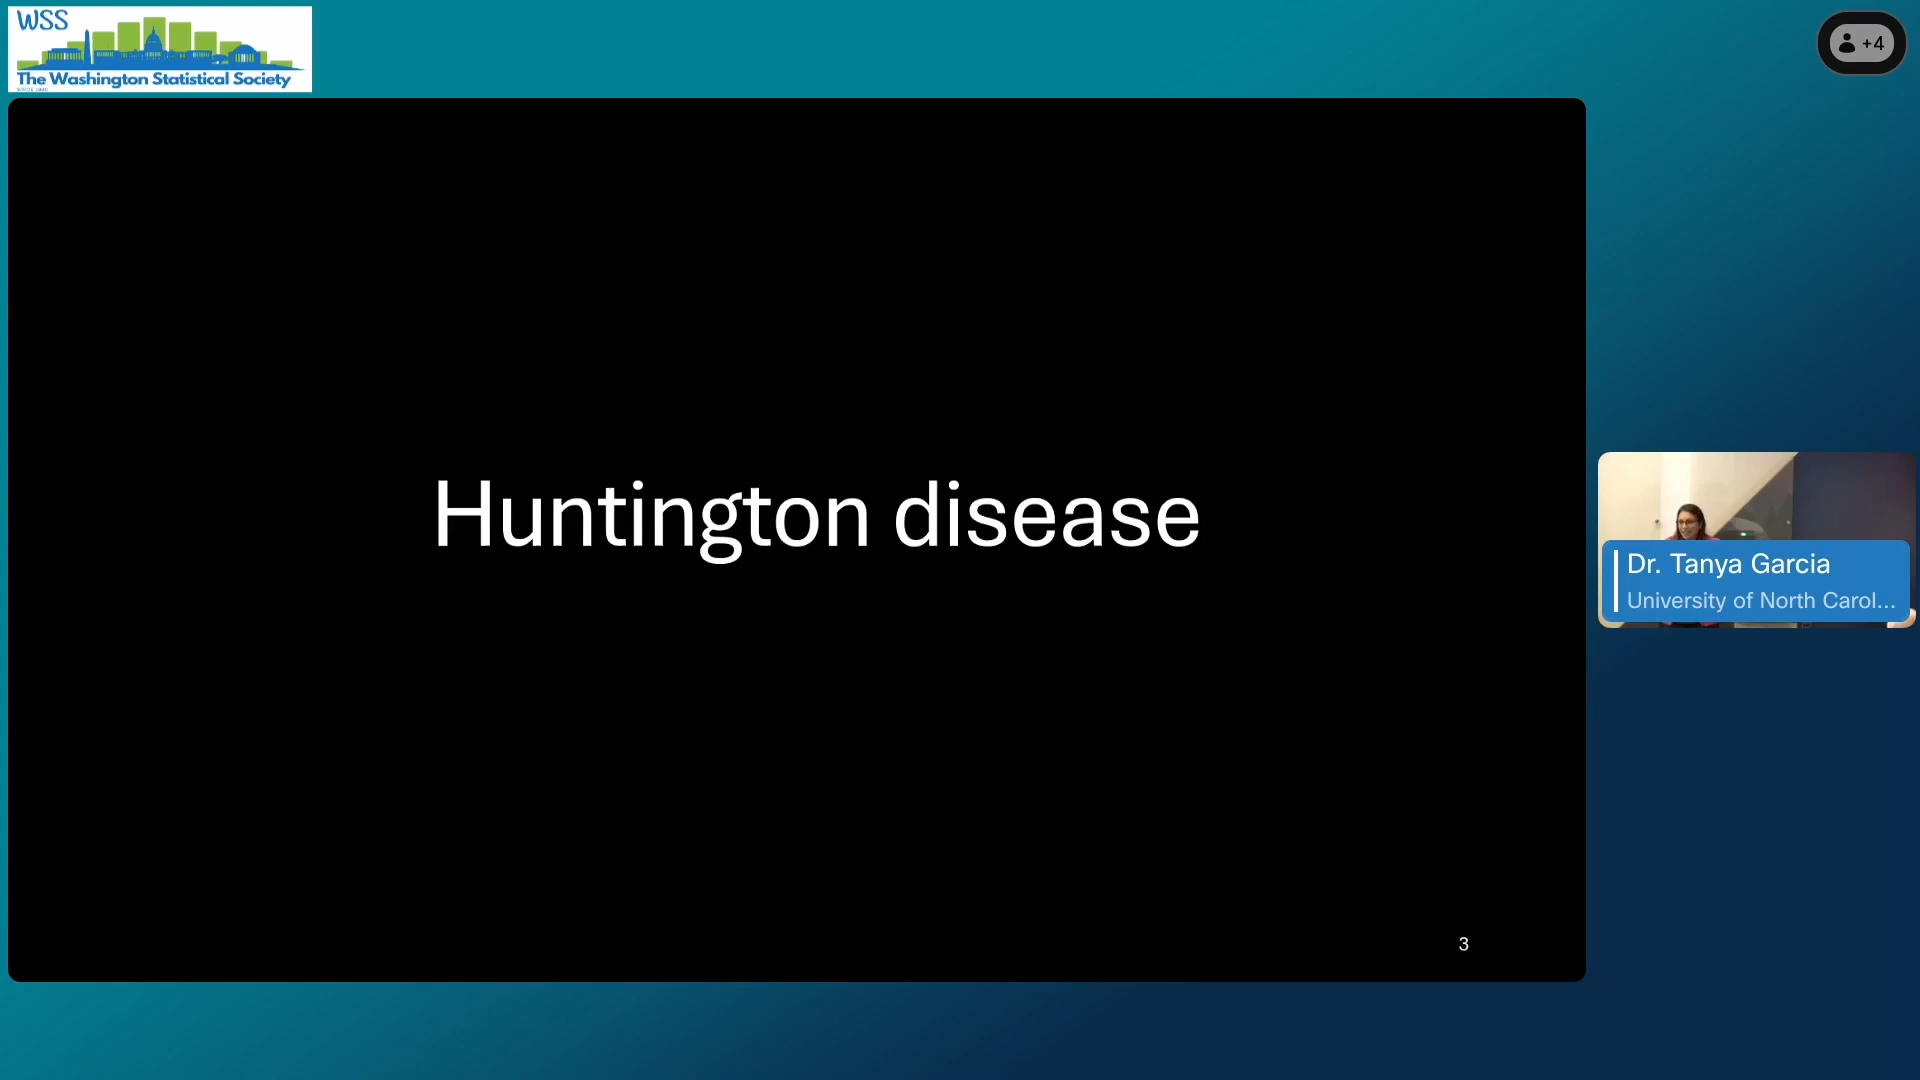 WSS
The Washington Statistical Society
+4
Huntington disease
Dr. Tanya Garcia
University of North Carol...
3